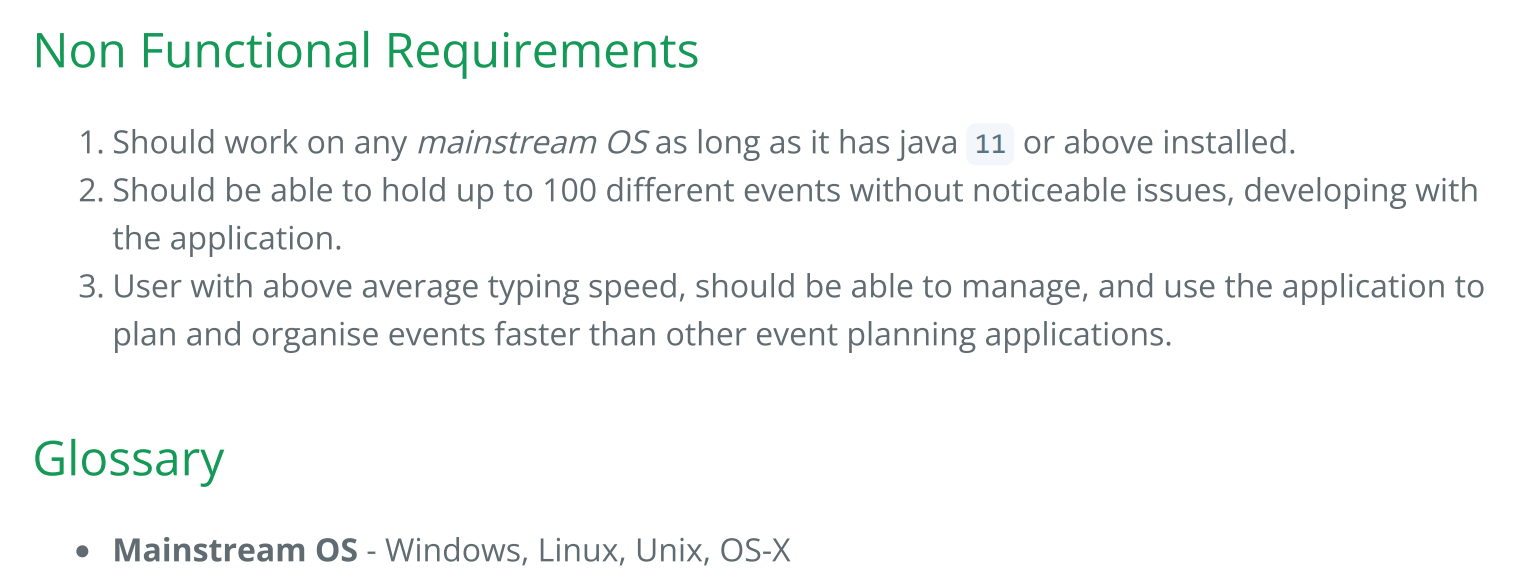 Non Functional Requirements
1. Should work on any mainstream OS as long as it has java 11 or above installed.
2. Should be able to hold up to 100 different events without noticeable issues, developing with
the application.
3. User with above average typing speed, should be able to manage, and use the application to
plan and organise events faster than other event planning applications.
Glossary
• Mainstream OS - Windows, Linux, Unix, OS-X